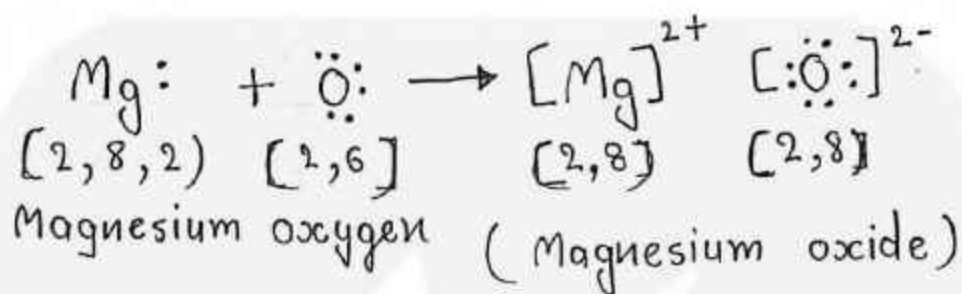 Mg: + :Ö: → [Mg]²⁺ [:Ö:]²⁻
[2,8,2) [2,6] [2,8] [2,8]
Magnesium oxygen (Magnesium oxide)